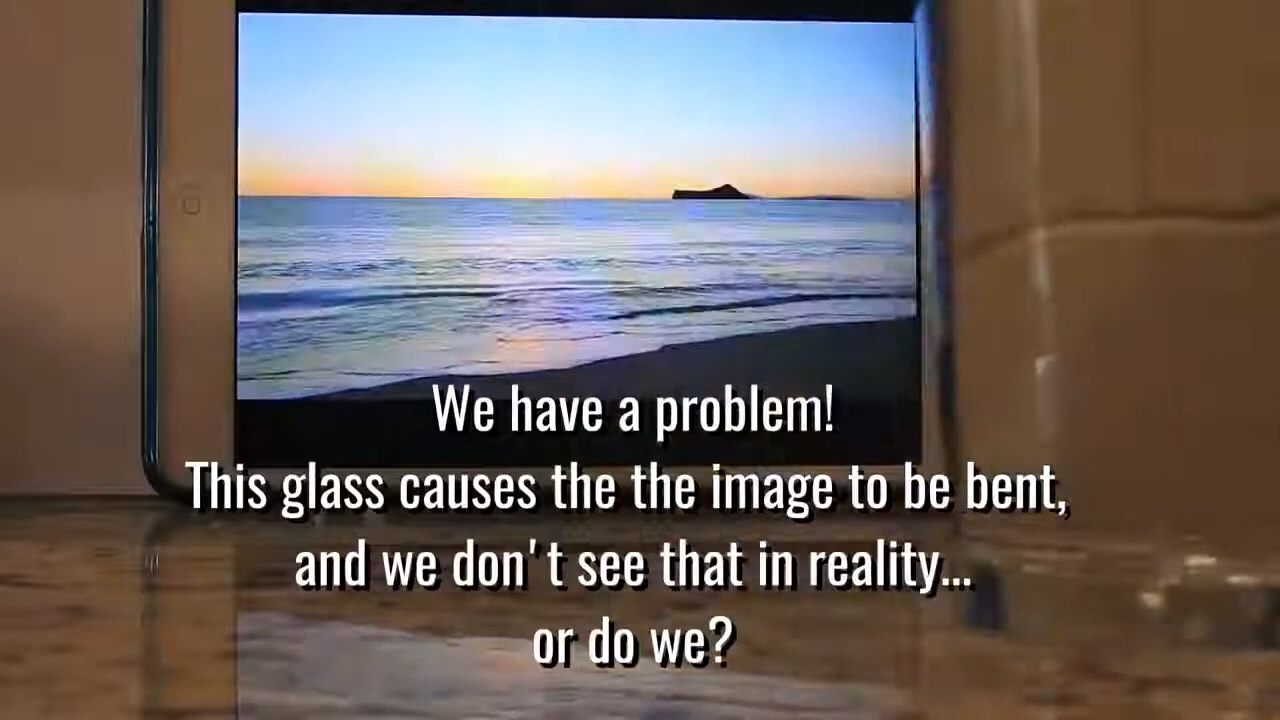 We have a problem!
This glass causes the the image to be bent,
and we don't see that in reality...
or do we?